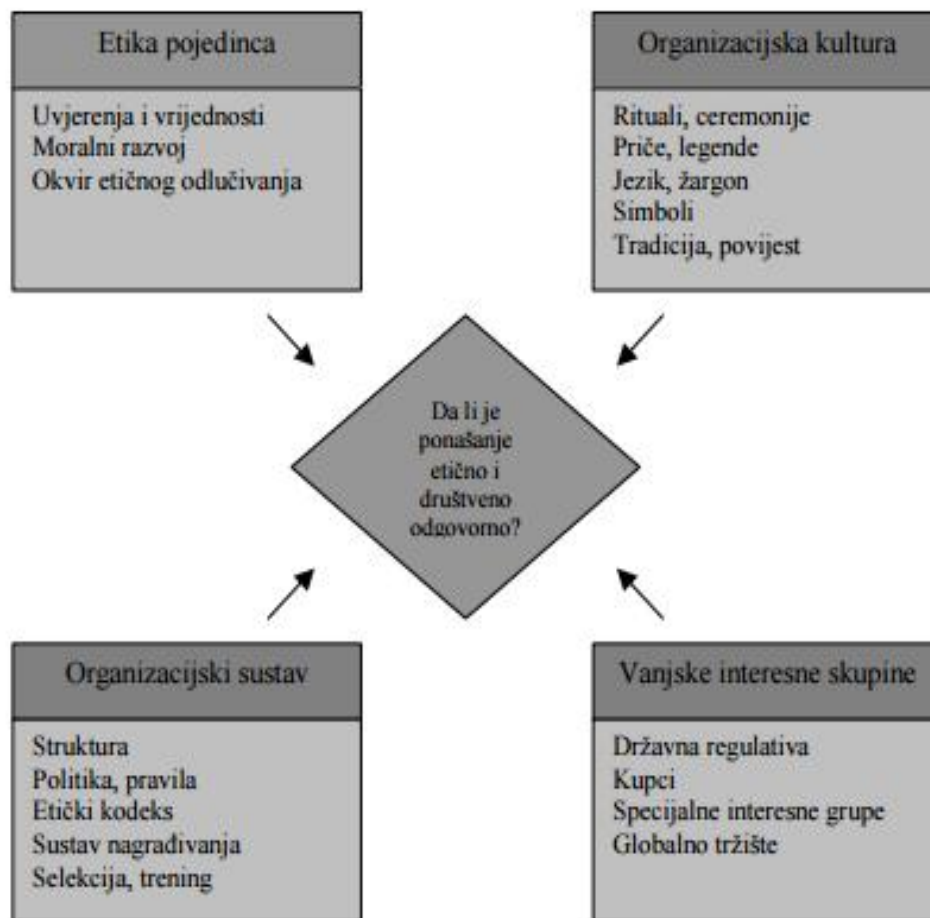 Etika pojedinca
Uvjerenja i vrijednosti
Moralni razvoj
Okvir etičnog odlučivanja
Organizacijska kultura
Rituali, ceremonije
Priče, legende
Jezik, žargon
Simboli
Tradicija, povijest
Da li je
ponašanje
etično i
društveno
odgovorno?
Organizacijski sustav
Struktura
Politika, pravila
Etički kodeks
Sustav nagrađivanja
Selekcija, trening
Vanjske interesne skupine
Državna regulativa
Kupci
Specijalne interesne grupe
Globalno tržište